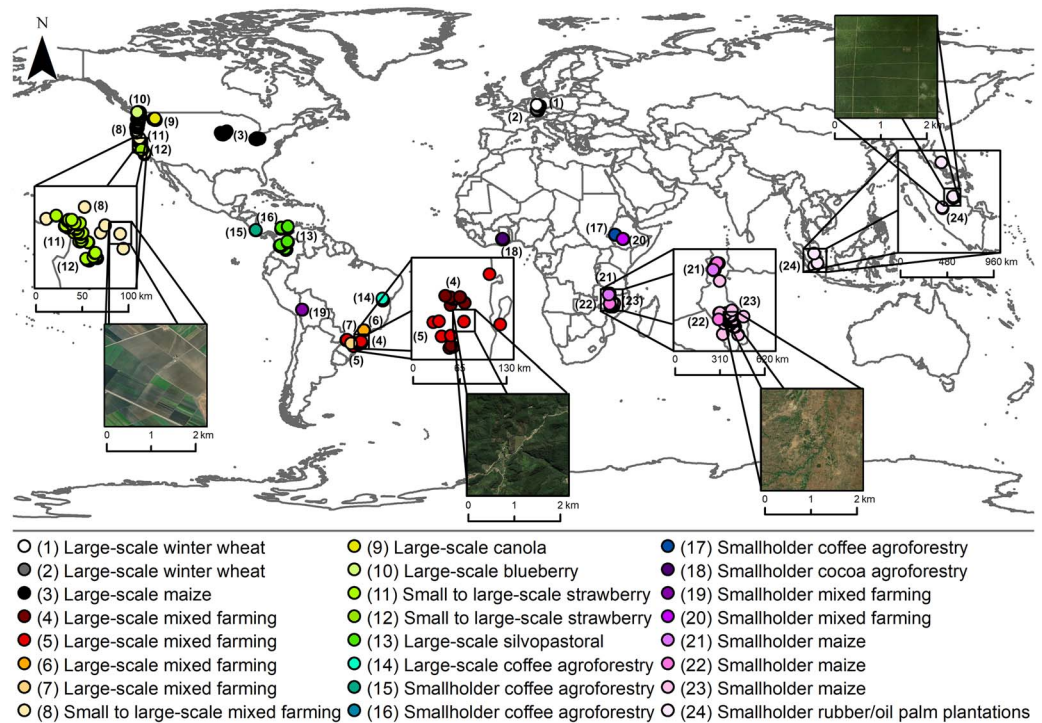 N
(10)
(8)
(9)
(11)
(12)
(3)
(1)
(2)
(8)
(11)
(12)
0 50 100 km
0 1 2 km
(16)
(15)
(13)
(19)
(14)
(6)
(7)
(4)
(5)
(4)
(5)
0 65 130 km
0 1 2 km
(17)
(20)
(18)
(21)
(22)
(23)
(21)
(23)
(22)
0 310 620 km
0 1 2 km
0 1 2 km
(24)
(24)
0 480 960 km
(1) Large-scale winter wheat
(2) Large-scale winter wheat
(3) Large-scale maize
(4) Large-scale mixed farming
(5) Large-scale mixed farming
(6) Large-scale mixed farming
(7) Large-scale mixed farming
(8) Small to large-scale mixed farming
(9) Large-scale canola
(10) Large-scale blueberry
(11) Small to large-scale strawberry
(12) Small to large-scale strawberry
(13) Large-scale silvopastoral
(14) Large-scale coffee agroforestry
(15) Smallholder coffee agroforestry
(16) Smallholder coffee agroforestry
(17) Smallholder coffee agroforestry
(18) Smallholder cocoa agroforestry
(19) Smallholder mixed farming
(20) Smallholder mixed farming
(21) Smallholder maize
(22) Smallholder maize
(23) Smallholder maize
(24) Smallholder rubber/oil palm plantations